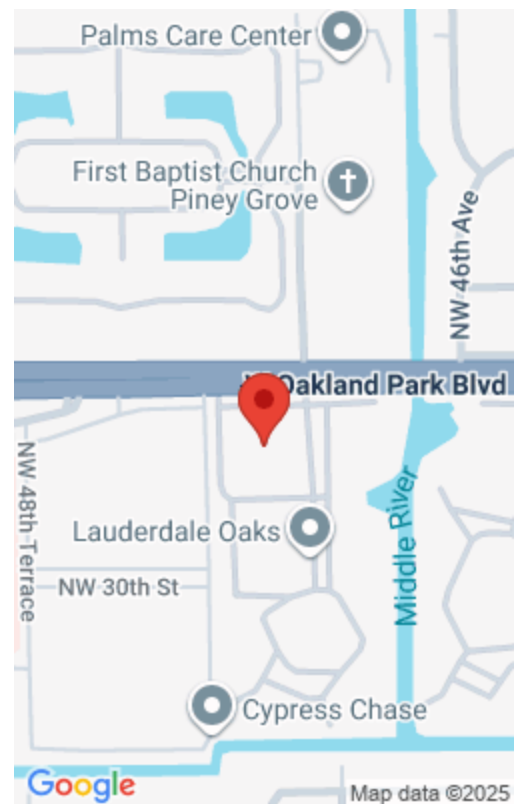 Palms Care Center
First Baptist Church
Piney Grove
NW 46th Ave
Oakland Park Blvd
NW 48th Terrace
Lauderdale Oaks
Middle River
NW 30th St
Cypress Chase
Google
Map data ©2025